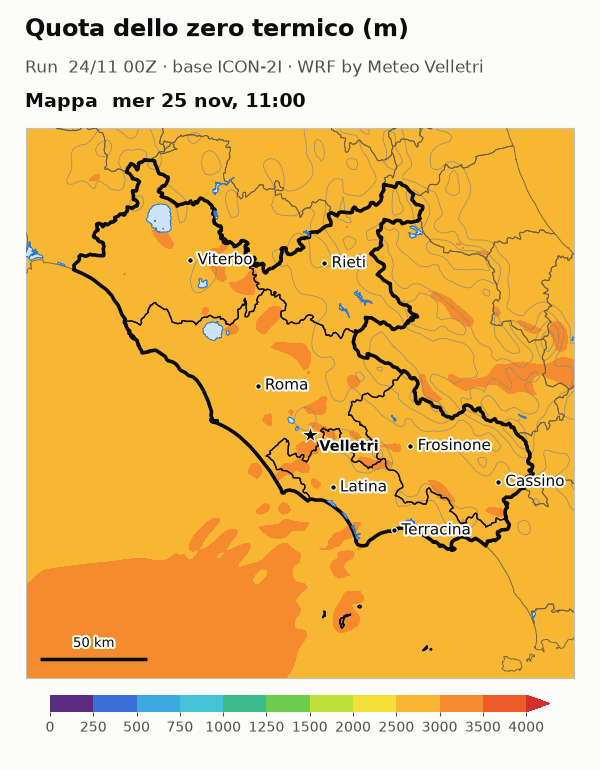 Quota dello zero termico (m)
Run  24/11 00Z · base ICON-2I · WRF by Meteo Velletri
Mappa  mer 25 nov, 11:00
Viterbo
Rieti
Roma
Velletri
Frosinone
Cassino
Latina
Terracina
50 km
0 250 500 750 1000 1250 1500 2000 2500 3000 3500 4000